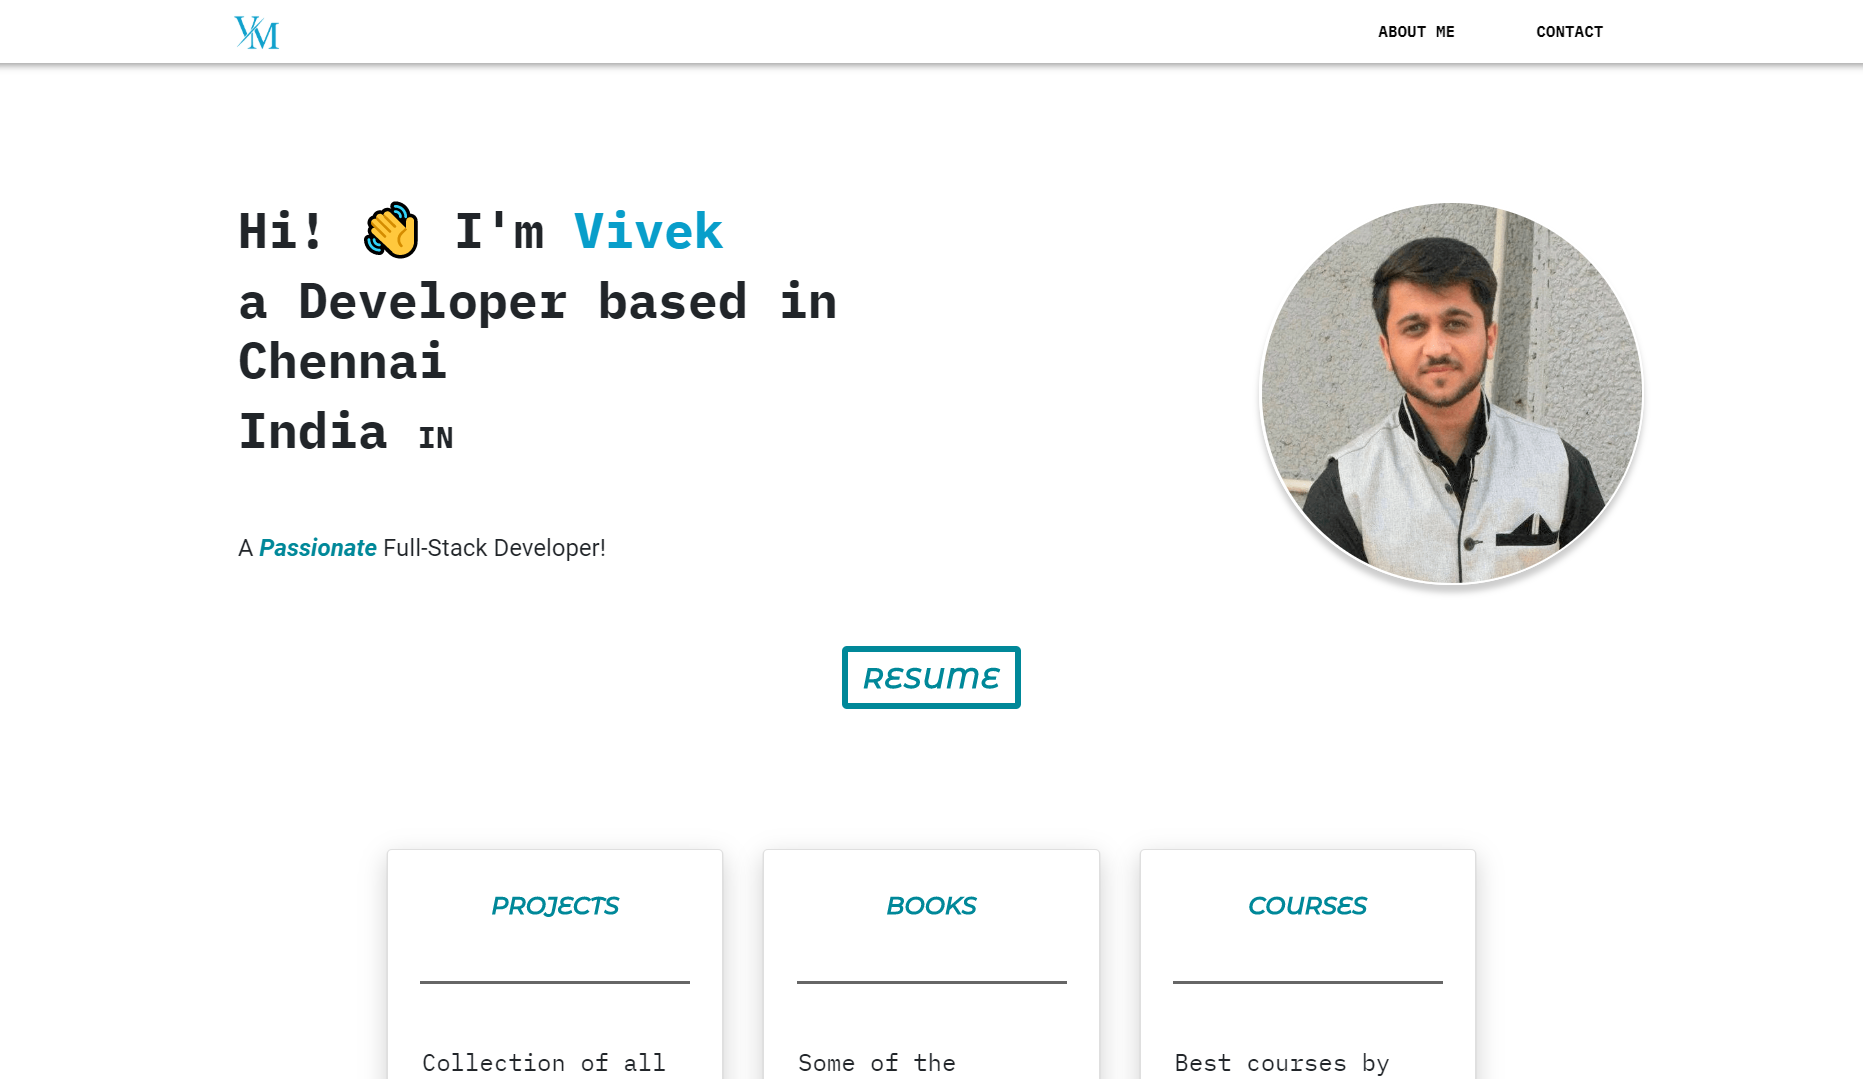 VM
ABOUT ME
CONTACT
Hi! 👋 I'm Vivek
a Developer based in
Chennai
India IN
A Passionate Full-Stack Developer!
RESUME
PROJECTS
BOOKS
COURSES
Collection of all
Some of the
Best courses by